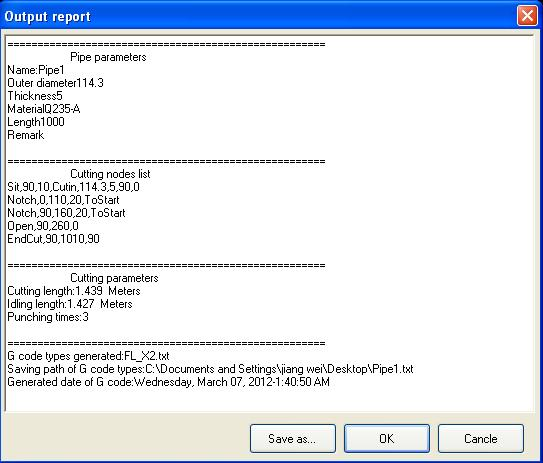 Output report
=====================================================
Pipe parameters
Name:Pipe1
Outer diameter114.3
Thickness5
MaterialQ235-A
Length1000
Remark
=====================================================
Cutting nodes list
Sit,90,10,Cutin,114.3,5,90,0
Notch,0,110,20,ToStart
Notch,90,160,20,ToStart
Open,90,260,0
EndCut,90,1010,90
=====================================================
Cutting parameters
Cutting length:1.439  Meters
Idling length:1.427  Meters
Punching times:3
=====================================================
G code types generated:FL_X2.txt
Saving path of G code types:C:\Documents and Settings\jiang wei\Desktop\Pipe1.txt
Generated date of G code:Wednesday, March 07, 2012-1:40:50 AM
Save as... OK Cancle